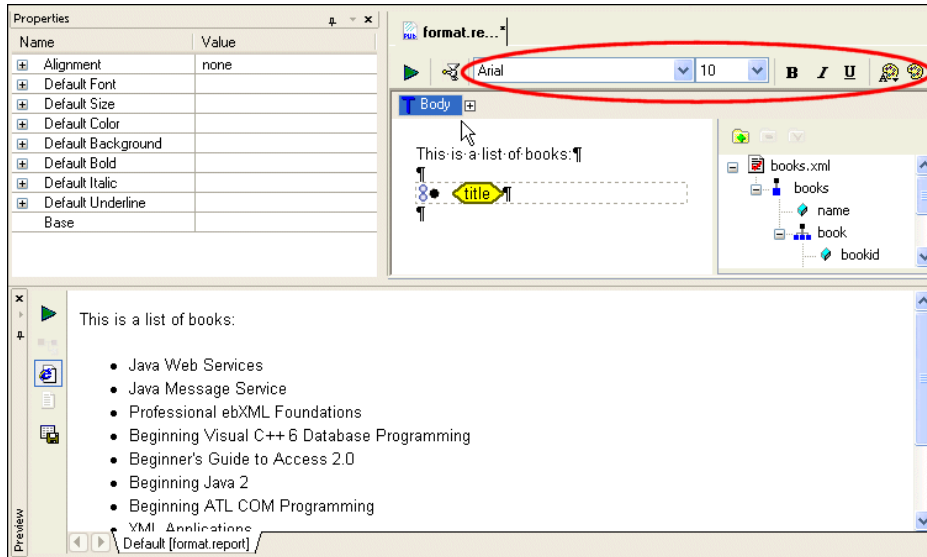 Properties
Name Value
Alignment none
Default Font
Default Size
Default Color
Default Background
Default Bold
Default Italic
Default Underline
Base
format.re...*
Arial 10 B I U
Body
This·is·a·list·of·books:¶
¶
title¶
¶
books.xml
books
name
book
bookid
This is a list of books:
• Java Web Services
• Java Message Service
• Professional ebXML Foundations
• Beginning Visual C++ 6 Database Programming
• Beginner's Guide to Access 2.0
• Beginning Java 2
• Beginning ATL COM Programming
• XML Applications
Preview
Default [format.report]